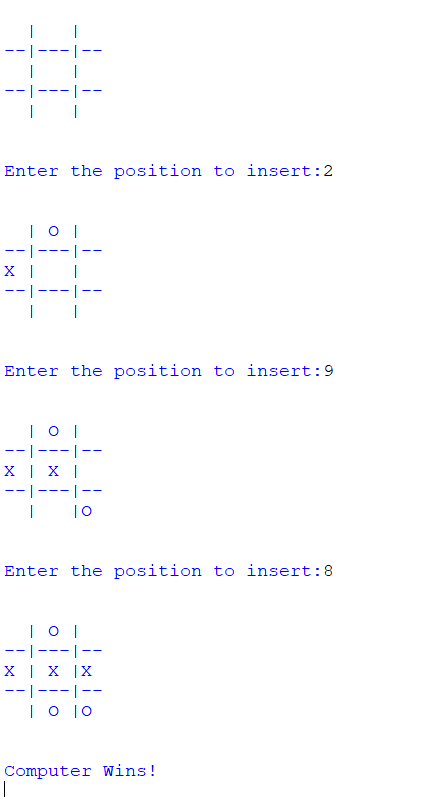 |   |
--|---|--
  |   |
--|---|--
  |   |
Enter the position to insert:2
  | O |
--|---|--
X |   |
--|---|--
  |   |
Enter the position to insert:9
  | O |
--|---|--
X | X |
--|---|--
  |   |O
Enter the position to insert:8
  | O |
--|---|--
X | X |X
--|---|--
  | O |O
Computer Wins!